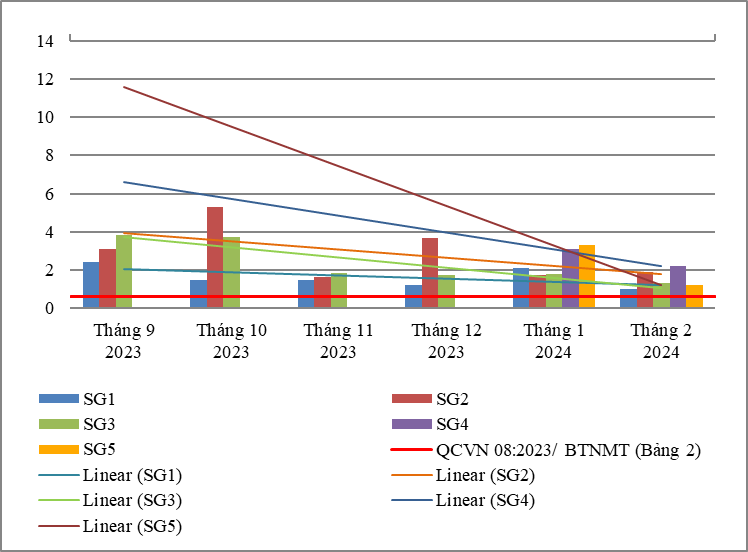 14
12
10
8
6
4
2
0
Tháng 9 Tháng 10 Tháng 11 Tháng 12 Tháng 1 Tháng 2
2023 2023 2023 2023 2024 2024
SG1 SG2
SG3 SG4
SG5 QCVN 08:2023/ BTNMT (Bảng 2)
Linear (SG1) Linear (SG2)
Linear (SG3) Linear (SG4)
Linear (SG5)